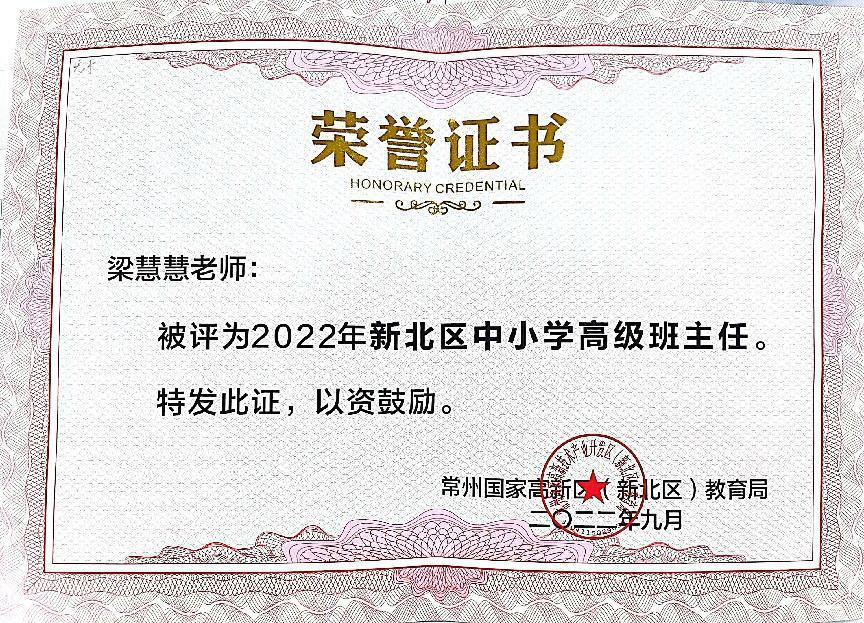 荣誉证书
HONORARY CREDENTIAL
梁慧慧老师：
被评为2022年新北区中小学高级班主任。
特发此证，以资鼓励。
常州国家高新区（新北区）教育局
二〇二二年九月